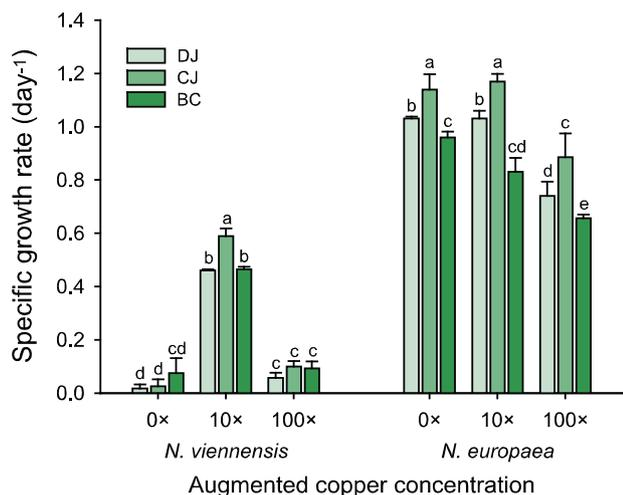 1.4
1.2
1.0
0.8
0.6
0.4
0.2
0.0
Specific growth rate (day⁻¹)
DJ
CJ
BC
d d cd
b a b
c c c
b a c
b a cd
d c e
0× 10× 100× 0× 10× 100×
N. viennensis N. europaea
Augmented copper concentration